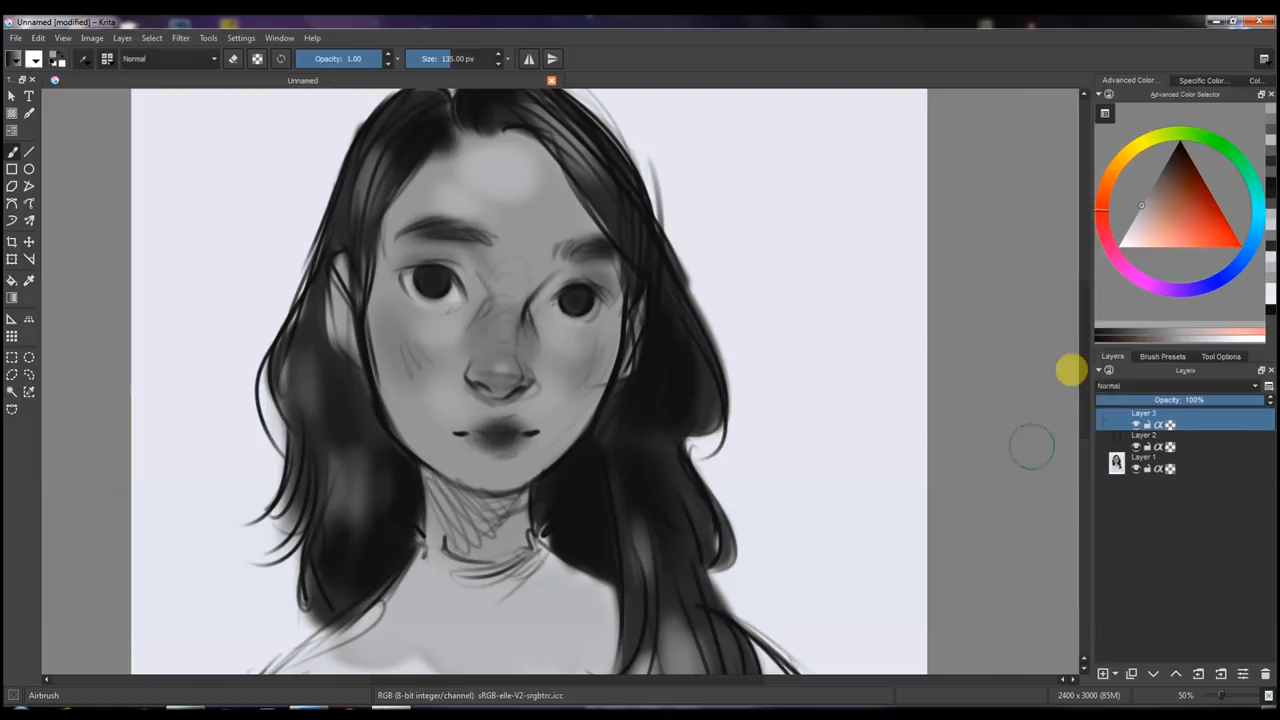 Unnamed [modified] – Krita
File Edit View Image Layer Select Filter Tools Settings Window Help
Normal Opacity: 1.00 Size: 135.00 px
T... Unnamed Advanced Color... Specific Color... Col...
Advanced Color Selector
Layers Brush Presets Tool Options
Layers
Normal
Opacity: 100%
Layer 3
Layer 2
Layer 1
Airbrush RGB (8-bit integer/channel) sRGB-elle-V2-srgbtrc.icc 2400 x 3000 (85M) 50%